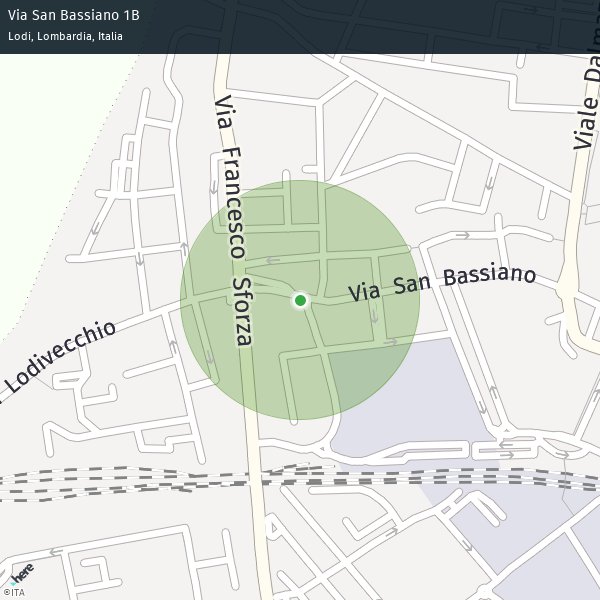 Via San Bassiano 1B
Lodi, Lombardia, Italia
Viale Dalma
Via Francesco Sforza
Via San Bassiano
Lodivecchio
here
©ITA